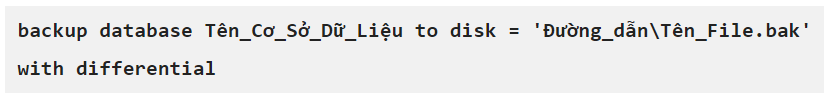 backup database Tên_Cơ_Sở_Dữ_Liệu to disk = 'Đường_dẫn\Tên_File.bak'
with differential